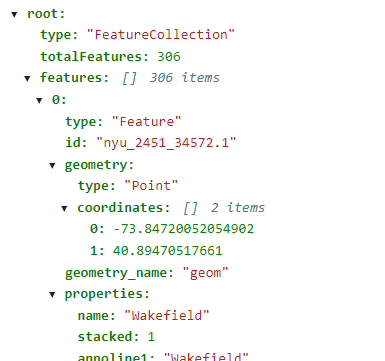 ▼ root:
type: "FeatureCollection"
totalFeatures: 306
▼ features: [] 306 items
▼ 0:
type: "Feature"
id: "nyu_2451_34572.1"
▼ geometry:
type: "Point"
▼ coordinates: [] 2 items
0: -73.84720052054902
1: 40.89470517661
geometry_name: "geom"
▼ properties:
name: "Wakefield"
stacked: 1
annoline1: "Wakefield"